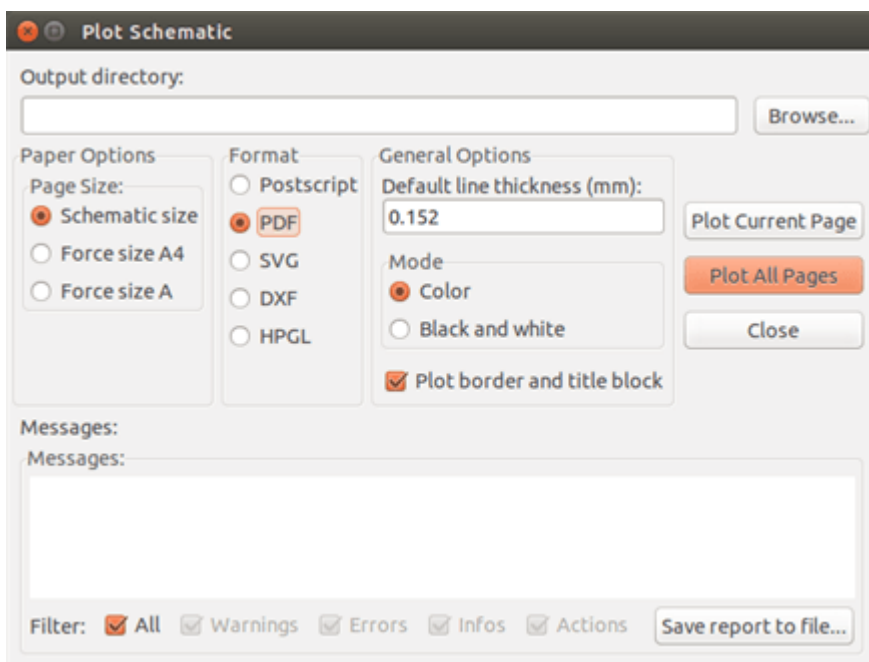 Plot Schematic
Output directory:
Browse...
Paper Options
Page Size:
Schematic size
Force size A4
Force size A
Format
Postscript
PDF
SVG
DXF
HPGL
General Options
Default line thickness (mm):
0.152
Mode
Color
Black and white
Plot border and title block
Plot Current Page
Plot All Pages
Close
Messages:
Messages:
Filter: All Warnings Errors Infos Actions Save report to file...